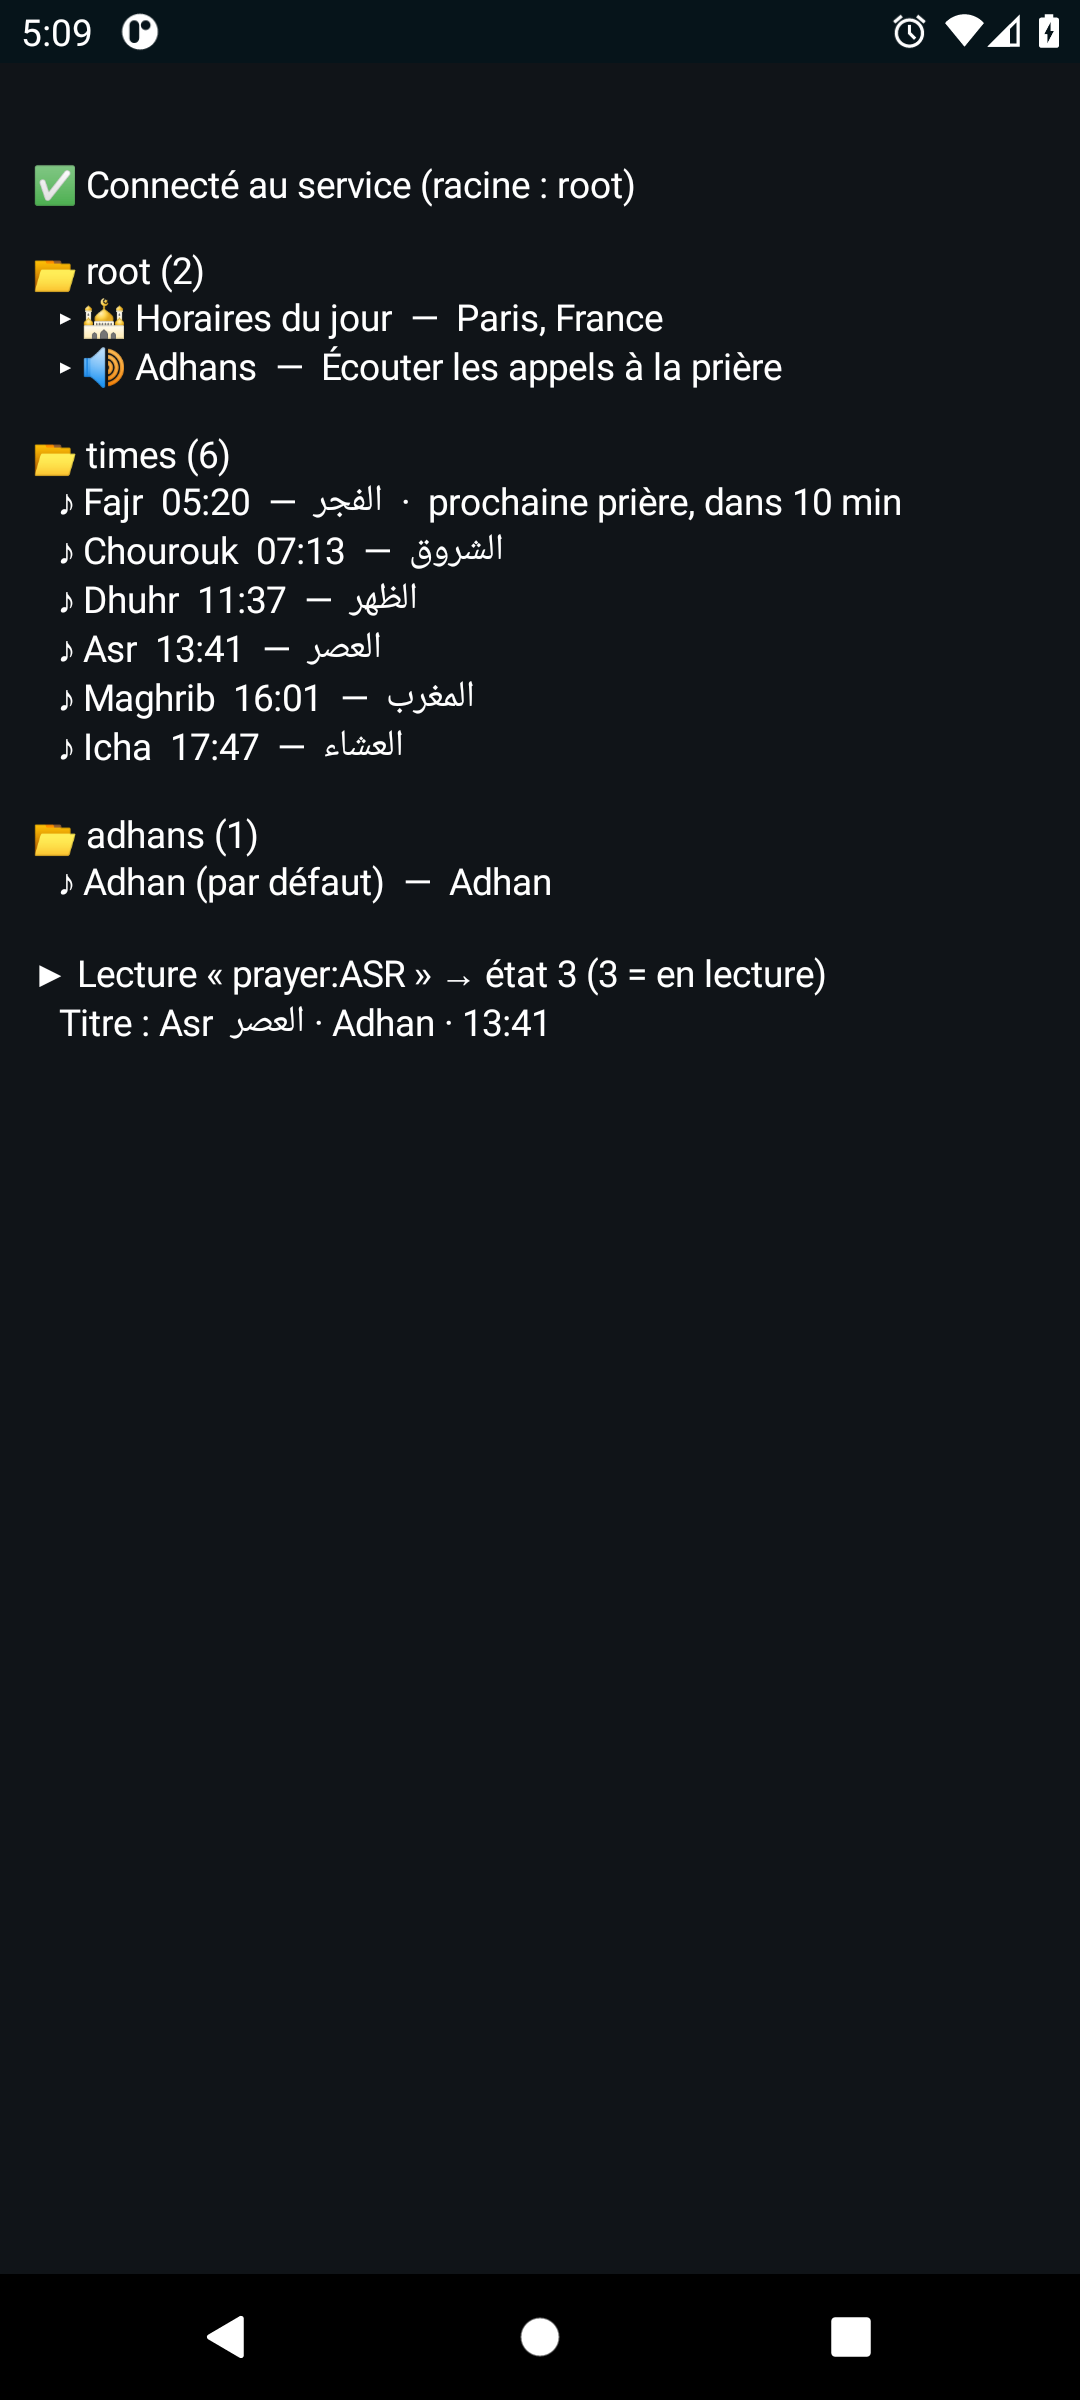 5:09
✅ Connecté au service (racine : root)
📂 root (2)
▸ 🕌 Horaires du jour — Paris, France
▸ 🔊 Adhans — Écouter les appels à la prière
📂 times (6)
♪ Fajr 05:20 — الفجر · prochaine prière, dans 10 min
♪ Chourouk 07:13 — الشروق
♪ Dhuhr 11:37 — الظهر
♪ Asr 13:41 — العصر
♪ Maghrib 16:01 — المغرب
♪ Icha 17:47 — العشاء
📂 adhans (1)
♪ Adhan (par défaut) — Adhan
► Lecture « prayer:ASR » → état 3 (3 = en lecture)
Titre : Asr العصر · Adhan · 13:41